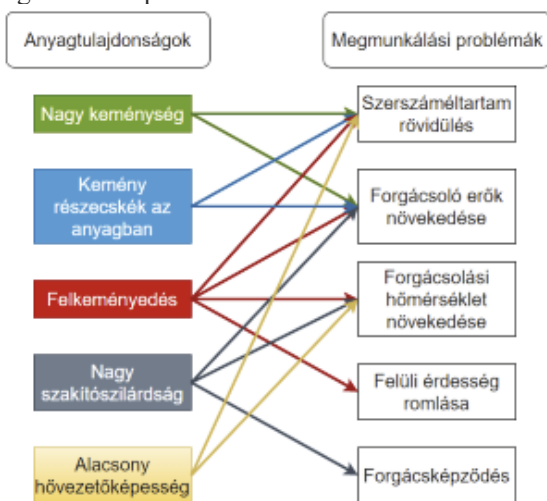 Anyagtulajdonságok
Megmunkálási problémák
Nagy keménység
Szerszáméltartam
rövidülés
Kemény
részecskék az
anyagban
Forgácsoló erők
növekedése
Felkeményedés
Forgácsolási
hőmérséklet
növekedése
Nagy
szakítószilárdság
Felüli érdesség
romlása
Alacsony
hővezetőképesség
Forgácsképződés